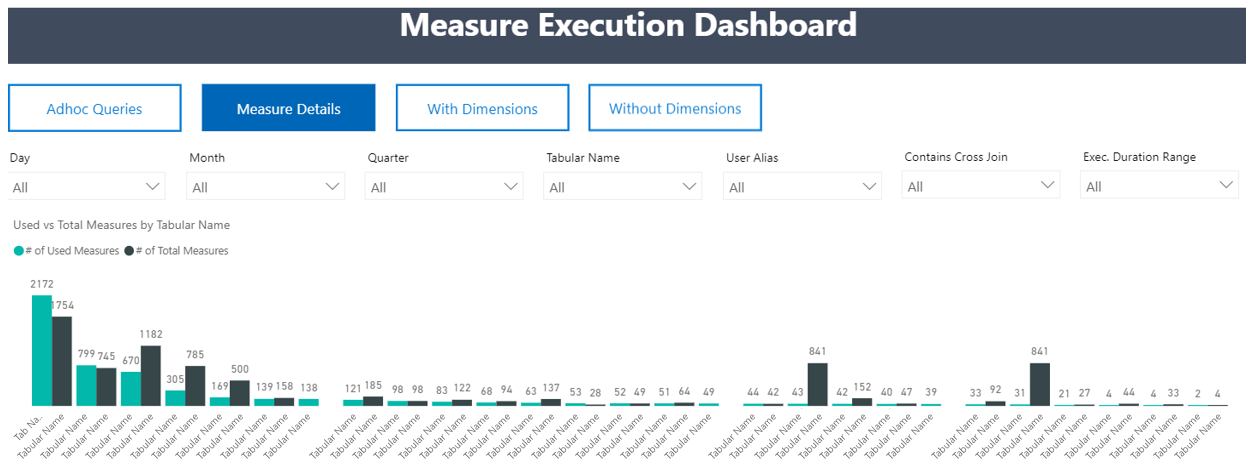 Measure Execution Dashboard
Adhoc Queries Measure Details With Dimensions Without Dimensions
Day Month Quarter Tabular Name User Alias Contains Cross Join Exec. Duration Range
All All All All All All All
Used vs Total Measures by Tabular Name
# of Used Measures # of Total Measures
2172 1754 799 745 670 1182 305 785 169 500 139 158 138 121 185 98 98 83 122 68 94 63 137 53 28 52 49 51 64 49 44 42 43 841 42 152 40 47 39 33 92 31 841 21 27 4 44 4 33 2 4
Tab Na... Tabular Name Tabular Name Tabular Name Tabular Name Tabular Name Tabular Name Tabular Name Tabular Name Tabular Name Tabular Name Tabular Name Tabular Name Tabular Name Tabular Name Tabular Name Tabular Name Tabular Name Tabular Name Tabular Name Tabular Name Tabular Name Tabular Name Tabular Name Tabular Name Tabular Name Tabular Name Tabular Name Tabular Name Tabular Name Tabular Name Tabular Name Tabular Name Tabular Name Tabular Name Tabular Name Tabular Name Tabular Name Tabular Name Tabular Name Tabular Name Tabular Name Tabular Name Tabular Name Tabular Name Tabular Name Tabular Name Tabular Name Tabular Name Tabular Name Tabular Name